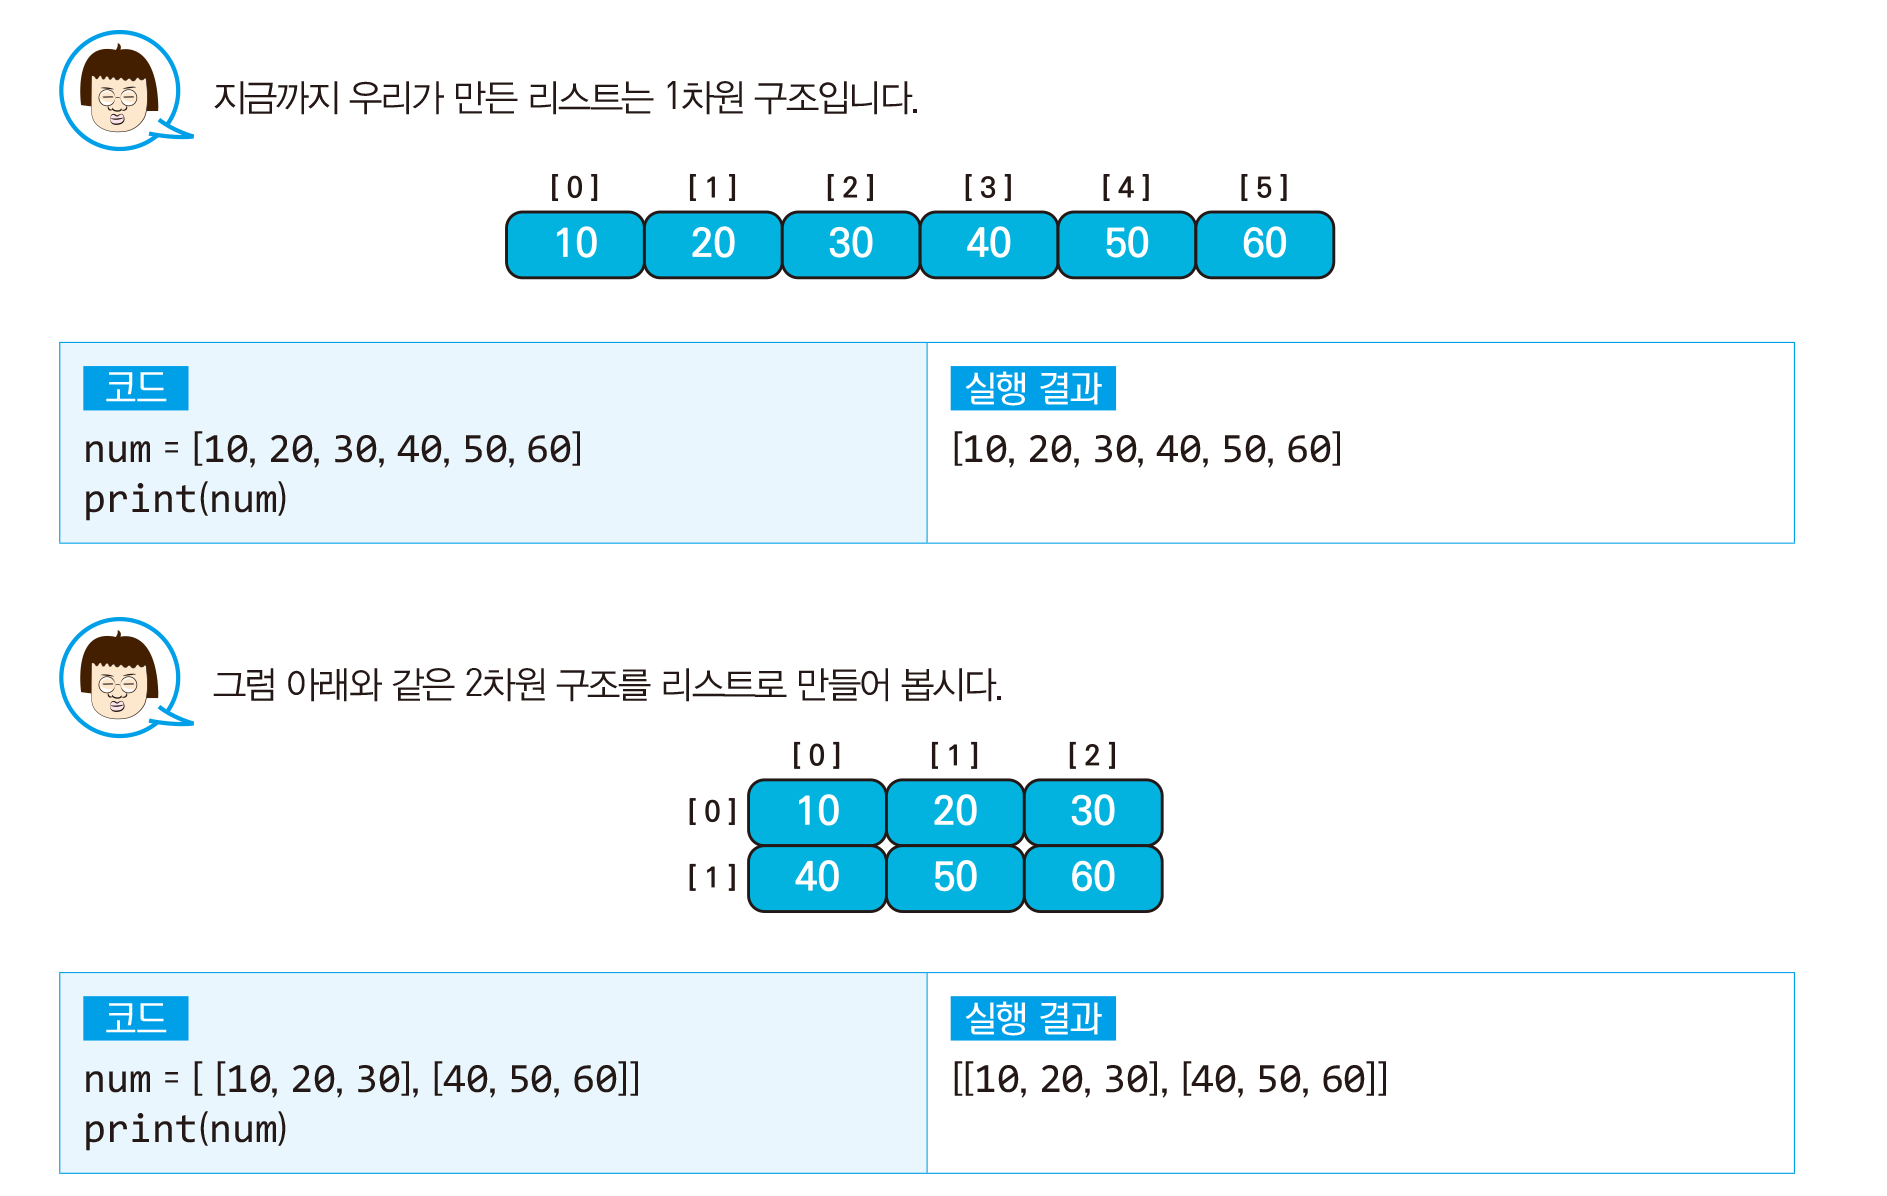 지금까지 우리가 만든 리스트는 1차원 구조입니다.
[0] [1] [2] [3] [4] [5]
10 20 30 40 50 60
코드
num = [10, 20, 30, 40, 50, 60]
print(num)
실행 결과
[10, 20, 30, 40, 50, 60]
그럼 아래와 같은 2차원 구조를 리스트로 만들어 봅시다.
[0] [1] [2]
[0] 10 20 30
[1] 40 50 60
코드
num = [ [10, 20, 30], [40, 50, 60]]
print(num)
실행 결과
[[10, 20, 30], [40, 50, 60]]